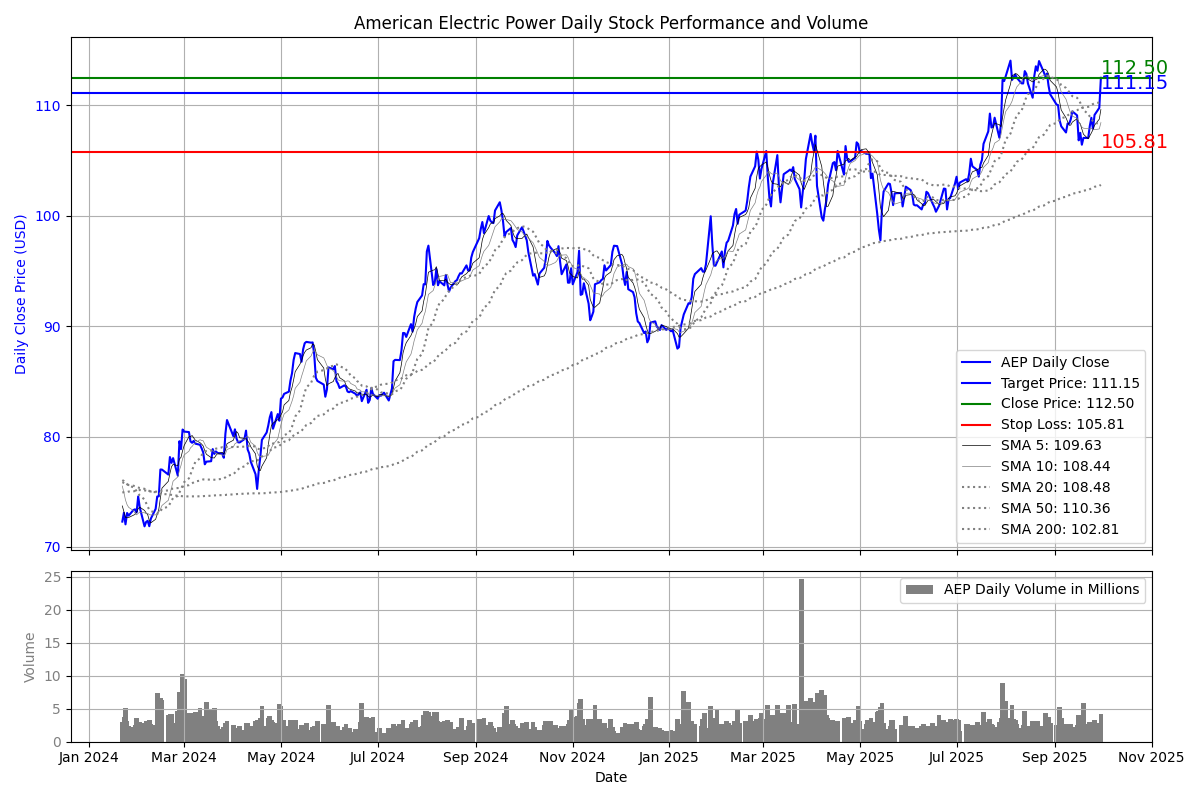 American Electric Power Daily Stock Performance and Volume
112.50
111.15
105.81
Daily Close Price (USD)
110
100
90
80
70
AEP Daily Close
Target Price: 111.15
Close Price: 112.50
Stop Loss: 105.81
SMA 5: 109.63
SMA 10: 108.44
SMA 20: 108.48
SMA 50: 110.36
SMA 200: 102.81
Volume
25
20
15
10
5
0
AEP Daily Volume in Millions
Jan 2024 Mar 2024 May 2024 Jul 2024 Sep 2024 Nov 2024 Jan 2025 Mar 2025 May 2025 Jul 2025 Sep 2025 Nov 2025
Date